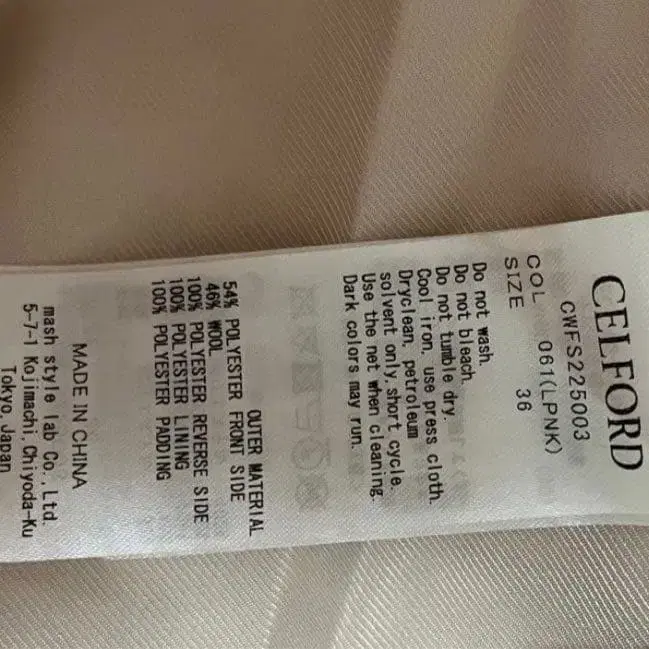 CELFORD
CWFS225003
COL 061(LPNK)
SIZE 36
Do not wash.
Do not bleach.
Do not tumble dry.
Cool iron, use press cloth.
Dryclean, petroleum
solvent only, short cycle.
Use the net when cleaning.
Dark colors may run.
OUTER MATERIAL
54% POLYESTER FRONT SIDE
46% WOOL
100% POLYESTER REVERSE SIDE
100% POLYESTER LINING
100% POLYESTER PADDING
MADE IN CHINA
mash style lab Co.,Ltd.
5-7-1 Kojimachi,Chiyoda-Ku
Tokyo,Japan